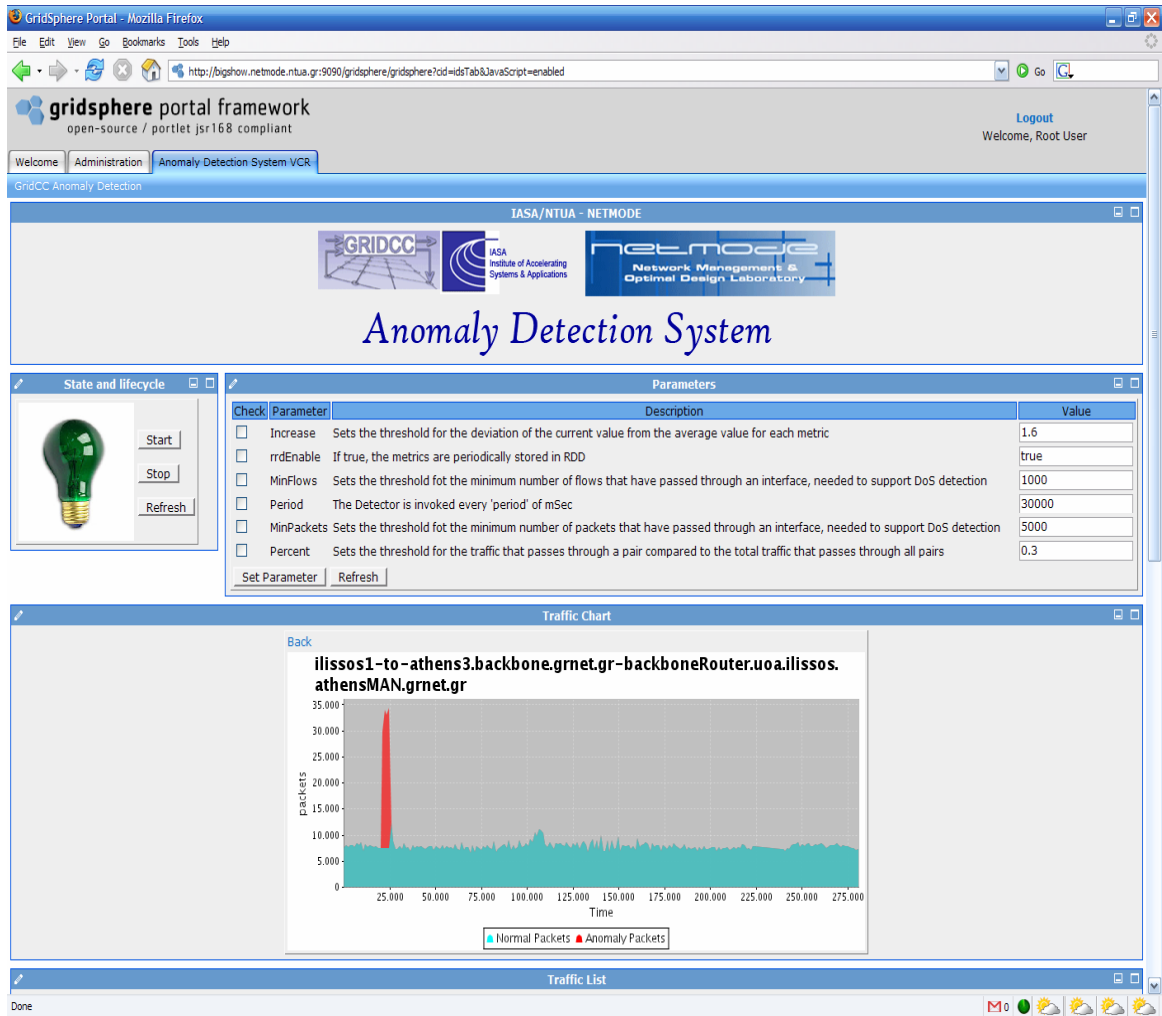 GridSphere Portal - Mozilla Firefox
File Edit View Go Bookmarks Tools Help
http://bigshow.netmode.ntua.gr:9090/gridsphere/gridsphere?cid=idsTab&JavaScript=enabled Go G
gridsphere portal framework
open-source / portlet jsr168 compliant
Logout
Welcome, Root User
Welcome Administration Anomaly Detection System VCR
GridCC Anomaly Detection
IASA/NTUA - NETMODE
GRIDCC
IASA
Institute of Accelerating
Systems & Applications
netmode
Network Management &
Optimal Design Laboratory
Anomaly Detection System
State and lifecycle
Start
Stop
Refresh
Parameters
Check Parameter Description Value
Increase Sets the threshold for the deviation of the current value from the average value for each metric 1.6
rrdEnable If true, the metrics are periodically stored in RDD true
MinFlows Sets the threshold fot the minimum number of flows that have passed through an interface, needed to support DoS detection 1000
Period The Detector is invoked every 'period' of mSec 30000
MinPackets Sets the threshold fot the minimum number of packets that have passed through an interface, needed to support DoS detection 5000
Percent Sets the threshold for the traffic that passes through a pair compared to the total traffic that passes through all pairs 0.3
Set Parameter Refresh
Traffic Chart
Back
ilissos1-to-athens3.backbone.grnet.gr-backboneRouter.uoa.ilissos.
athensMAN.grnet.gr
35.000
30.000
25.000
20.000
15.000
10.000
5.000
0
packets
25.000 50.000 75.000 100.000 125.000 150.000 175.000 200.000 225.000 250.000 275.000
Time
Normal Packets Anomaly Packets
Traffic List
Done
M 0